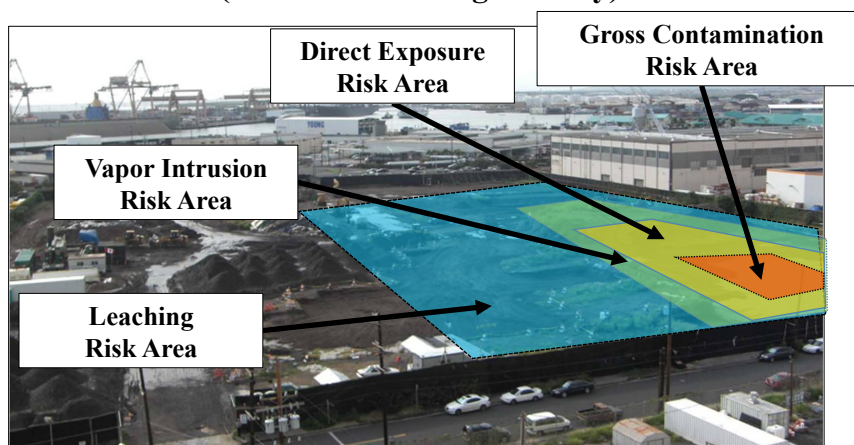 Direct Exposure
Risk Area
Gross Contamination
Risk Area
YOUNG
Vapor Intrusion
Risk Area
Leaching
Risk Area